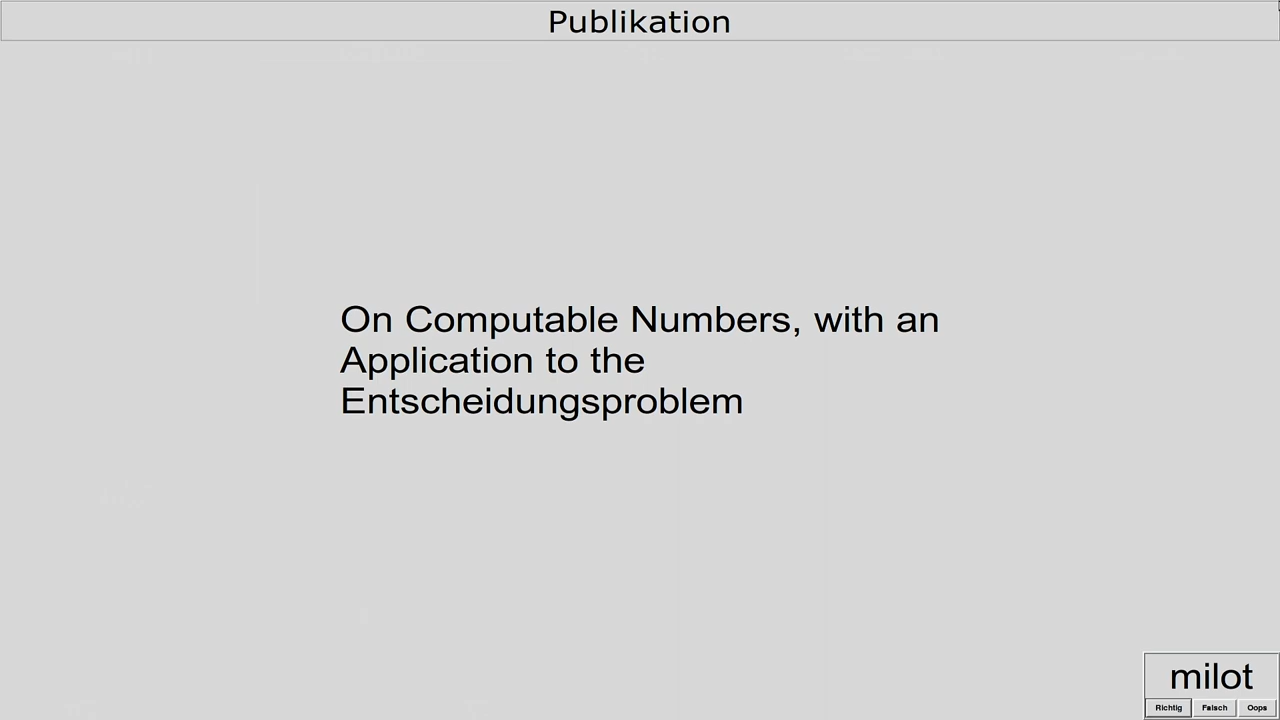 Publikation
On Computable Numbers, with an
Application to the
Entscheidungsproblem
milot
Richtig Falsch Oops